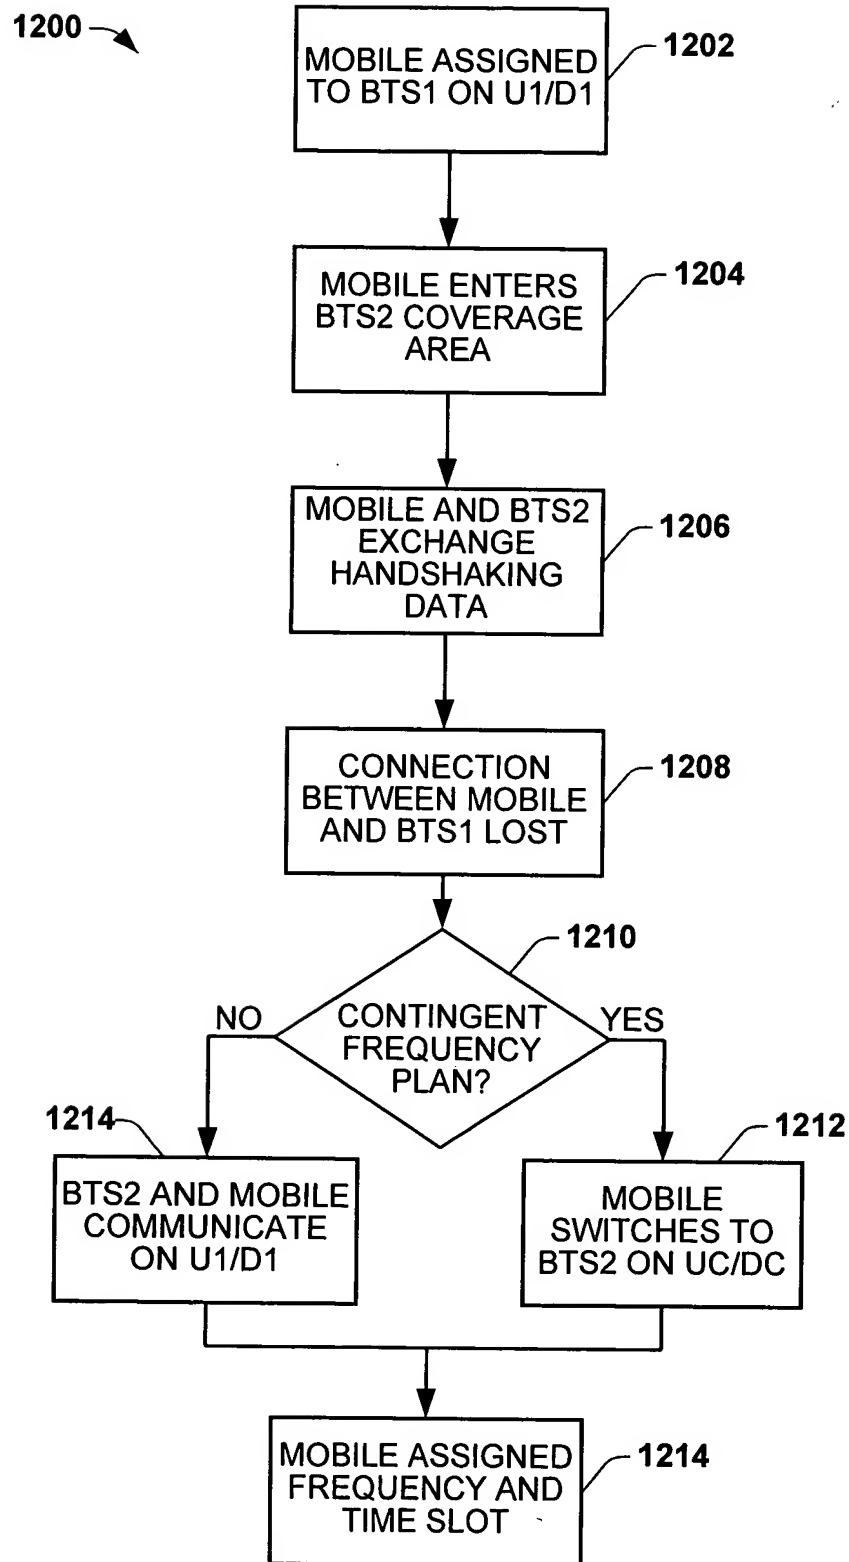 1200
MOBILE ASSIGNED
TO BTS1 ON U1/D1
1202
MOBILE ENTERS
BTS2 COVERAGE
AREA
1204
MOBILE AND BTS2
EXCHANGE
HANDSHAKING
DATA
1206
CONNECTION
BETWEEN MOBILE
AND BTS1 LOST
1208
1210
CONTINGENT
FREQUENCY
PLAN?
NO
YES
1214
BTS2 AND MOBILE
COMMUNICATE
ON U1/D1
1212
MOBILE
SWITCHES TO
BTS2 ON UC/DC
MOBILE ASSIGNED
FREQUENCY AND
TIME SLOT
1214